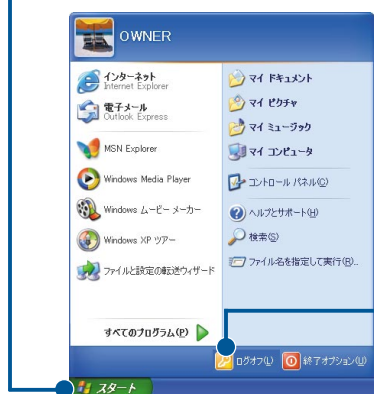 OWNER
インターネット
Internet Explorer
電子メール
Outlook Express
MSN Explorer
Windows Media Player
Windows ムービー メーカー
Windows XP ツアー
ファイルと設定の転送ウィザード
すべてのプログラム(P)
マイ ドキュメント
マイ ピクチャ
マイ ミュージック
マイ コンピュータ
コントロール パネル(C)
ヘルプとサポート(H)
検索(S)
ファイル名を指定して実行(R)...
ログオフ(L)
終了オプション(U)
スタート